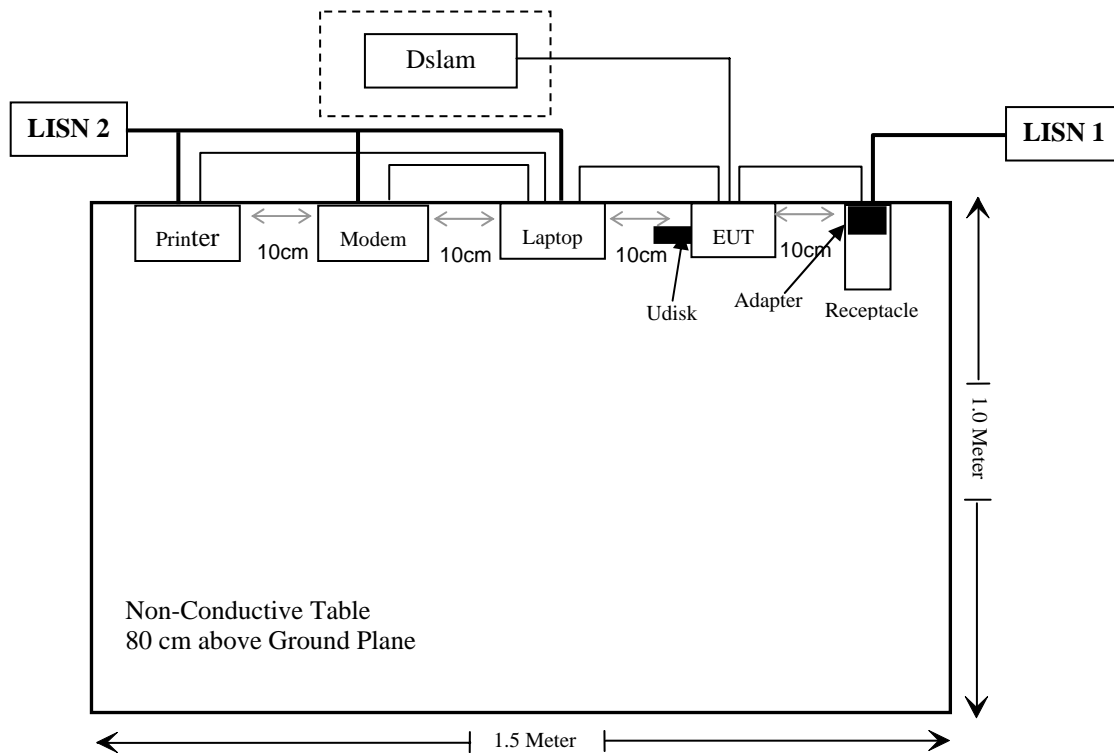 Dslam
LISN 2
LISN 1
Printer
Modem
Laptop
EUT
10cm
10cm
10cm
10cm
Udisk
Adapter
Receptacle
1.0 Meter
Non-Conductive Table
80 cm above Ground Plane
1.5 Meter